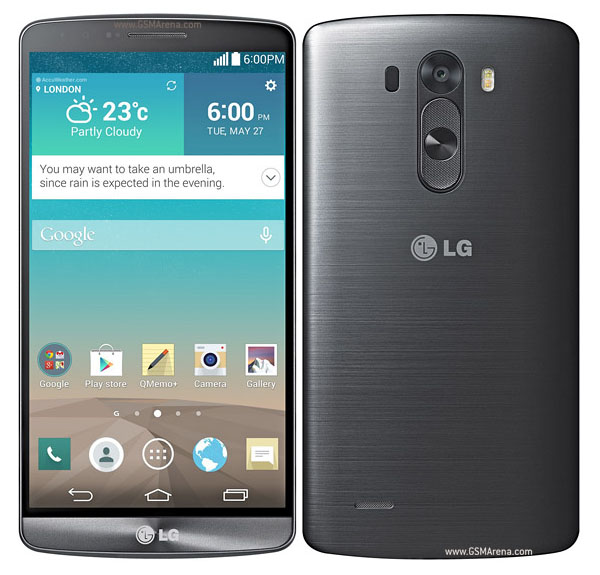 www.GSMArena.com
6:00PM
AccuWeather.com
LONDON
23°c
Partly Cloudy
6:00 PM
TUE, MAY 27
You may want to take an umbrella,
since rain is expected in the evening.
Google
Google
Play store
QMemo+
Camera
Gallery
G
LG
LG
www.GSMArena.com